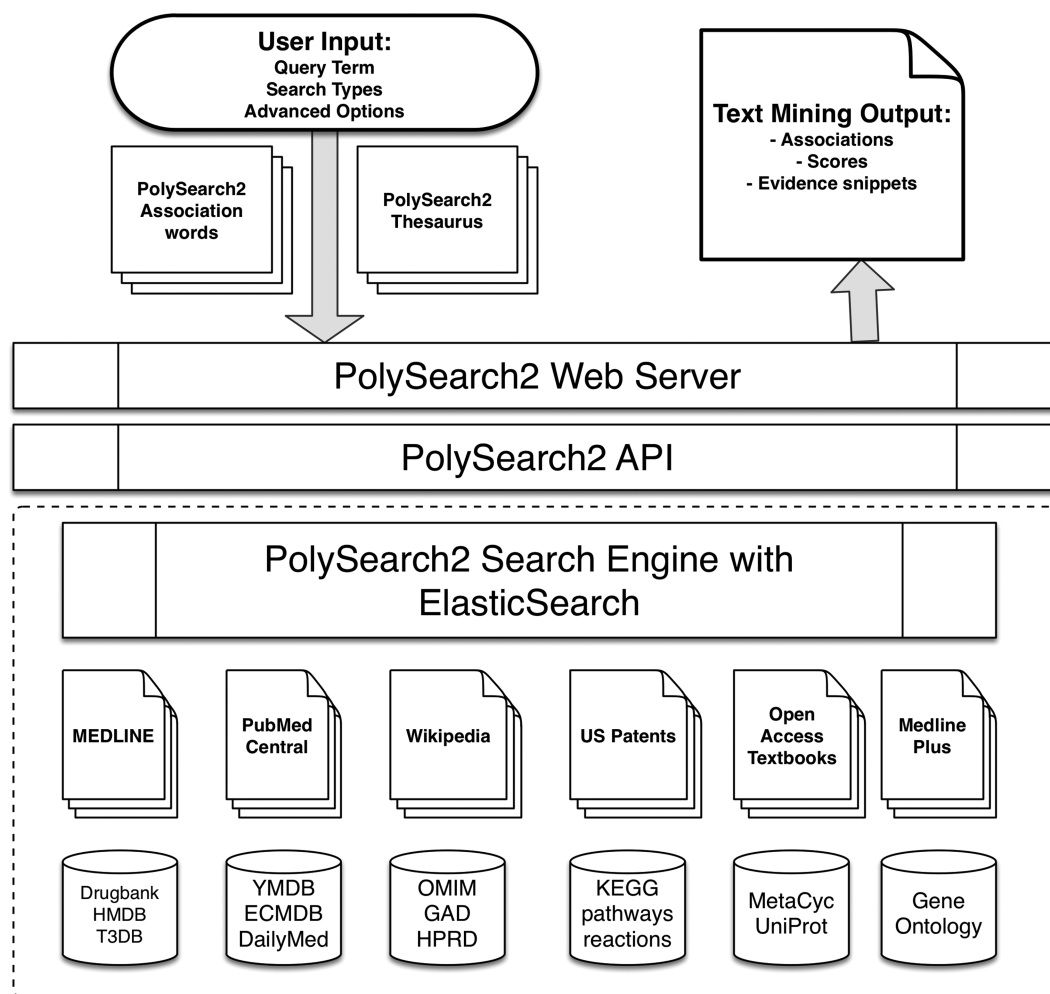 User Input:
Query Term
Search Types
Advanced Options
Text Mining Output:
- Associations
- Scores
- Evidence snippets
PolySearch2
Association
words
PolySearch2
Thesaurus
PolySearch2 Web Server
PolySearch2 API
PolySearch2 Search Engine with
ElasticSearch
MEDLINE
PubMed
Central
Wikipedia
US Patents
Open
Access
Textbooks
Medline
Plus
Drugbank
HMDB
T3DB
YMDB
ECMDB
DailyMed
OMIM
GAD
HPRD
KEGG
pathways
reactions
MetaCyc
UniProt
Gene
Ontology